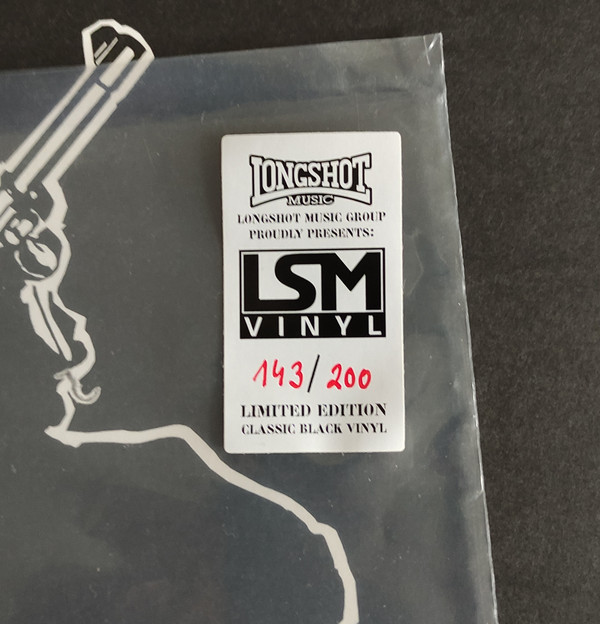 LONGSHOT
MUSIC
LONGSHOT MUSIC GROUP
PROUDLY PRESENTS:
LSM
VINYL
143/200
LIMITED EDITION
CLASSIC BLACK VINYL